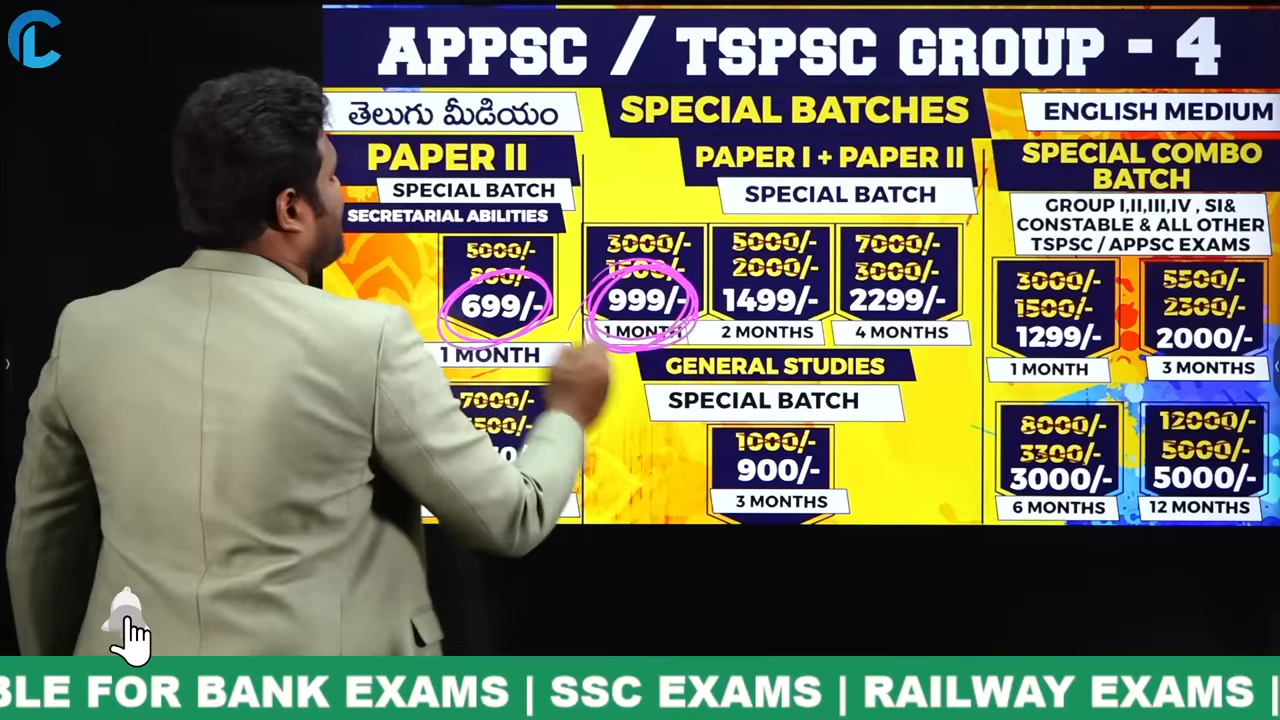 APPSC / TSPSC GROUP - 4
తెలుగు మీడియం
SPECIAL BATCHES
ENGLISH MEDIUM
PAPER II
SPECIAL BATCH
SECRETARIAL ABILITIES
5000/-
699/-
1 MONTH
7000/-
PAPER I + PAPER II
SPECIAL BATCH
3000/-
1500/-
999/-
1 MONTH
5000/-
2000/-
1499/-
2 MONTHS
7000/-
3000/-
2299/-
4 MONTHS
GENERAL STUDIES
SPECIAL BATCH
1000/-
900/-
3 MONTHS
SPECIAL COMBO
BATCH
GROUP I,II,III,IV , SI&
CONSTABLE & ALL OTHER
TSPSC / APPSC EXAMS
3000/-
1500/-
1299/-
1 MONTH
5500/-
2300/-
2000/-
3 MONTHS
8000/-
3300/-
3000/-
6 MONTHS
12000/-
5000/-
5000/-
12 MONTHS
FOR BANK EXAMS | SSC EXAMS | RAILWAY EXAMS |